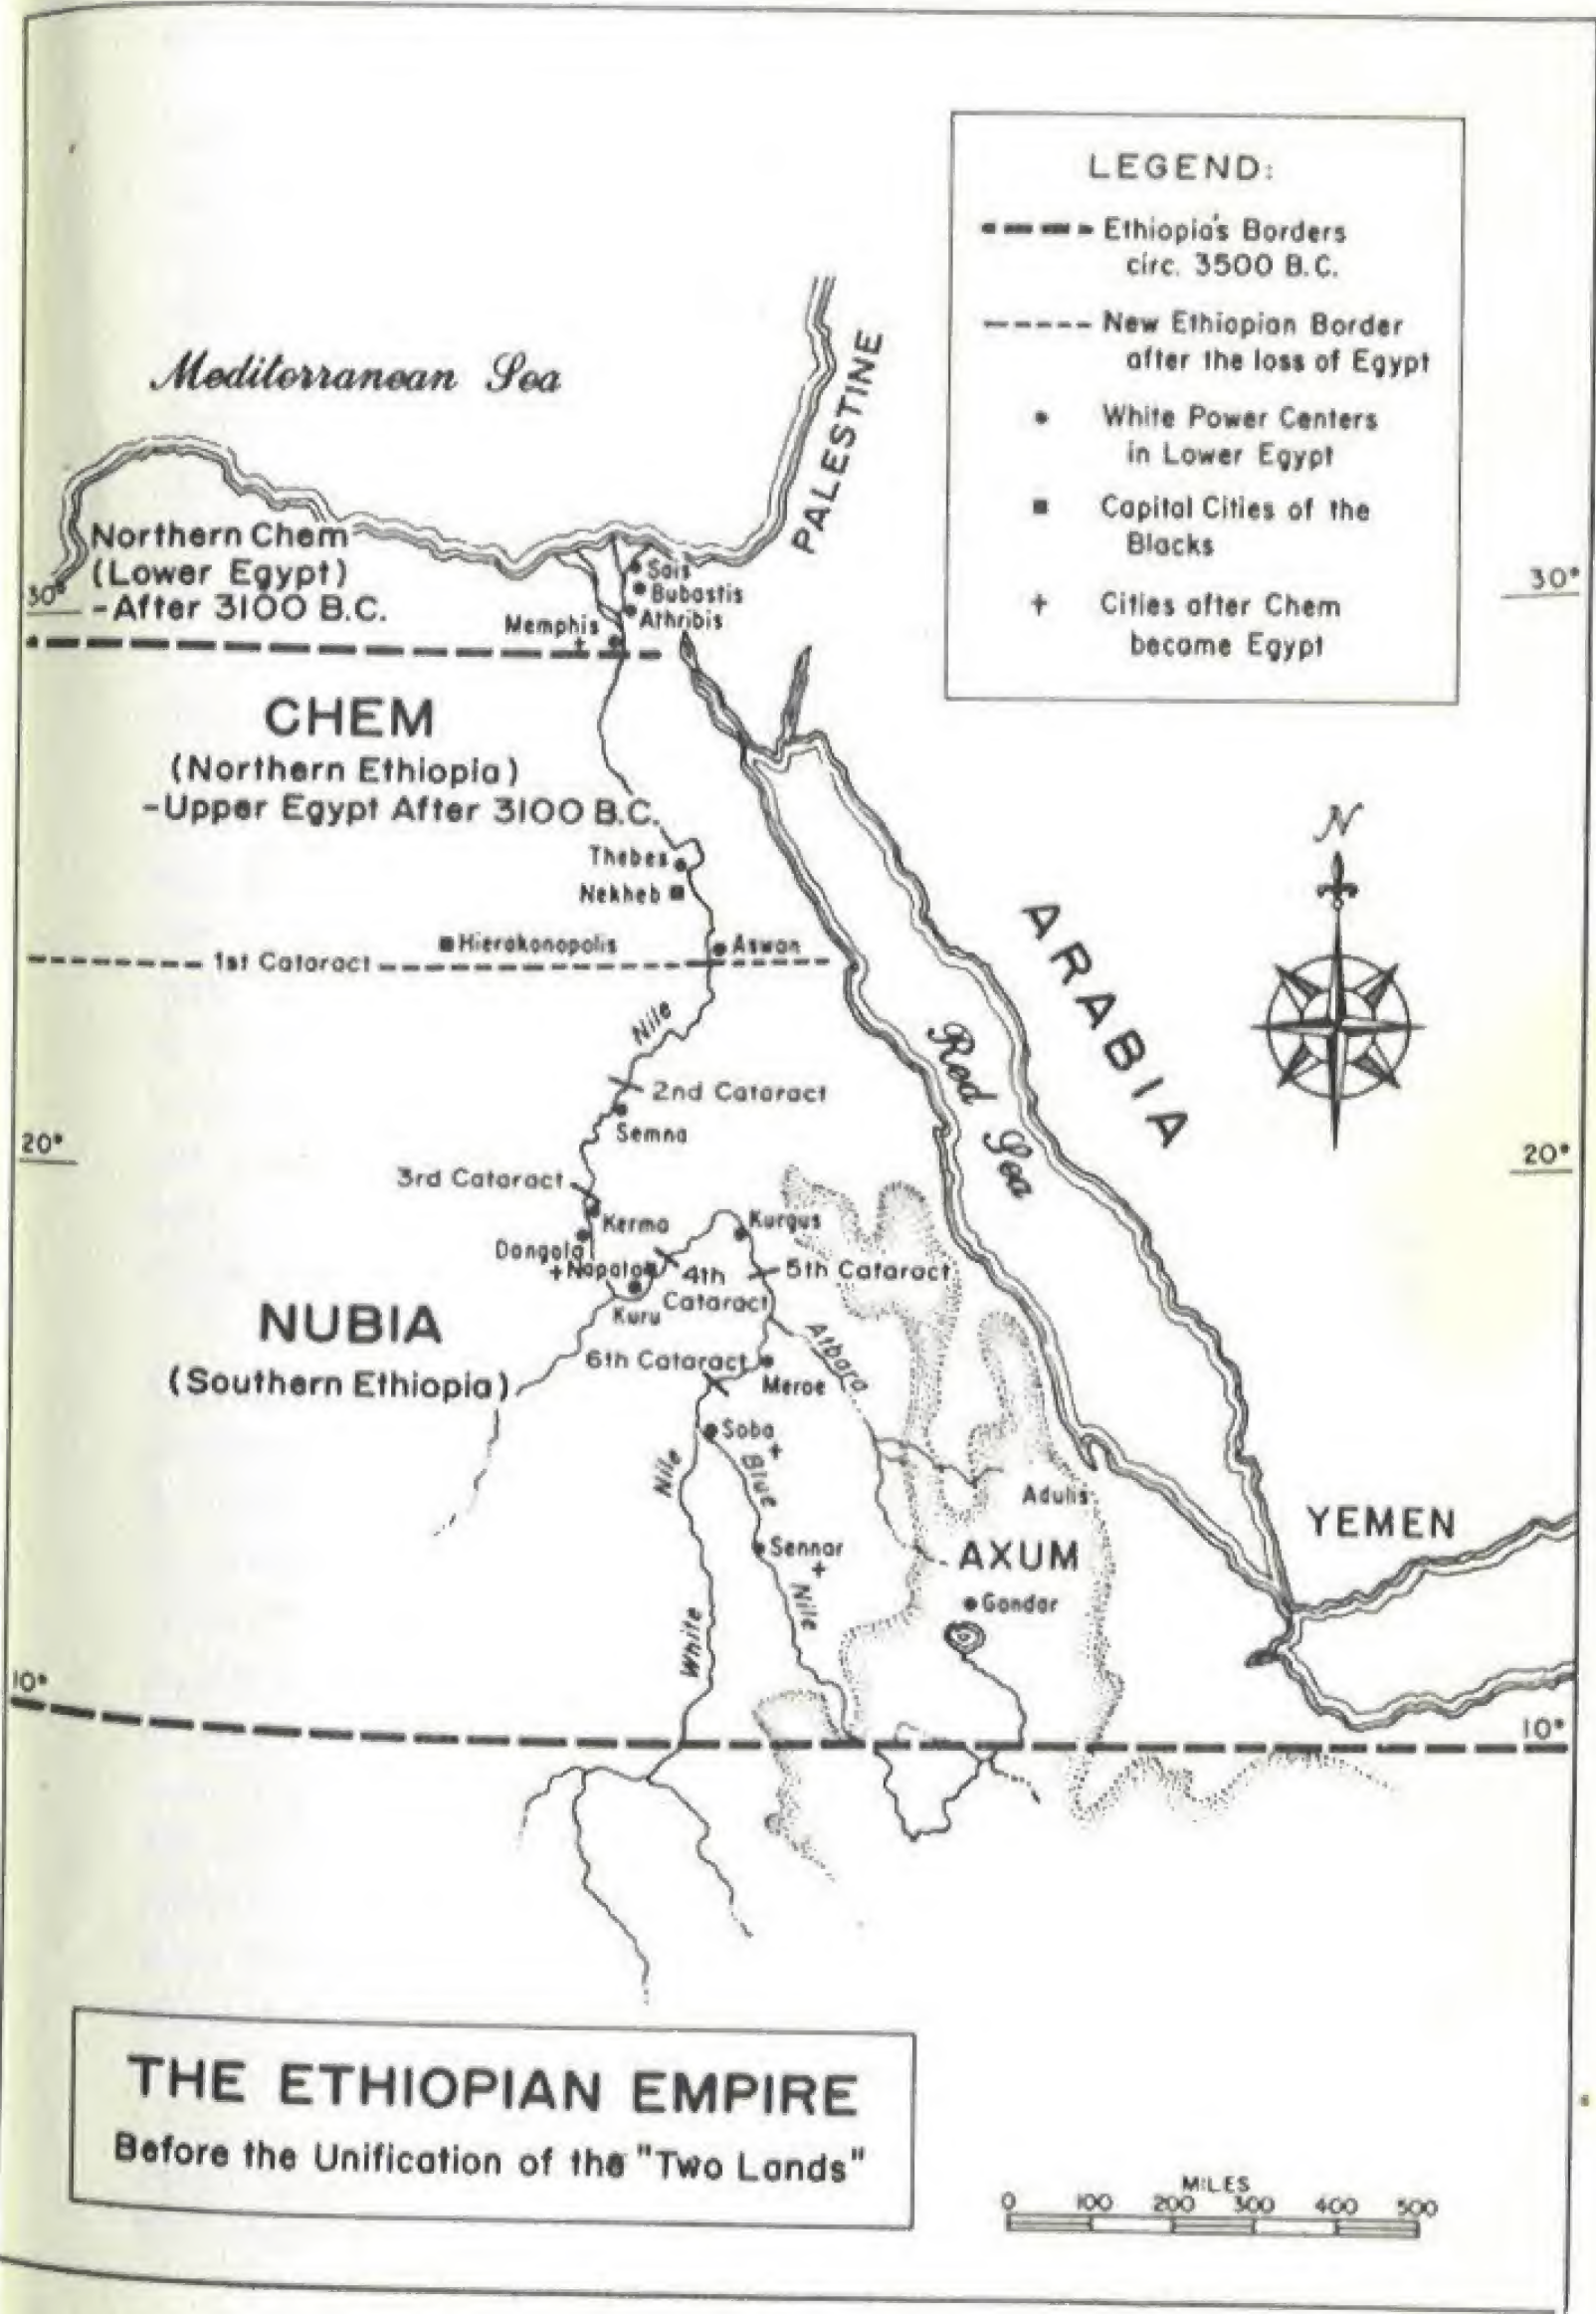 LEGEND:
Ethiopia's Borders
circ. 3500 B.C.
New Ethiopian Border
after the loss of Egypt
White Power Centers
in Lower Egypt
Capital Cities of the
Blacks
Cities after Chem
became Egypt
Mediterranean Sea
PALESTINE
Northern Chem
(Lower Egypt)
-After 3100 B.C.
30°
30°
Sais
Bubastis
Athribis
Memphis
CHEM
(Northern Ethiopia)
-Upper Egypt After 3100 B.C.
Thebes
Nekheb
Hierakonopolis
Aswan
1st Cataract
N
ARABIA
Red Sea
Nile
2nd Cataract
Semna
20°
20°
3rd Cataract
Kerma
Kurgus
Dongola
Napata
4th
Cataract
5th Cataract
Kuru
NUBIA
(Southern Ethiopia)
Atbara
6th Cataract
Meroe
Soba
Nile
Blue
Adulis
YEMEN
Sennar
AXUM
Nile
Gondar
White
10°
10°
THE ETHIOPIAN EMPIRE
Before the Unification of the "Two Lands"
MILES
0 100 200 300 400 500